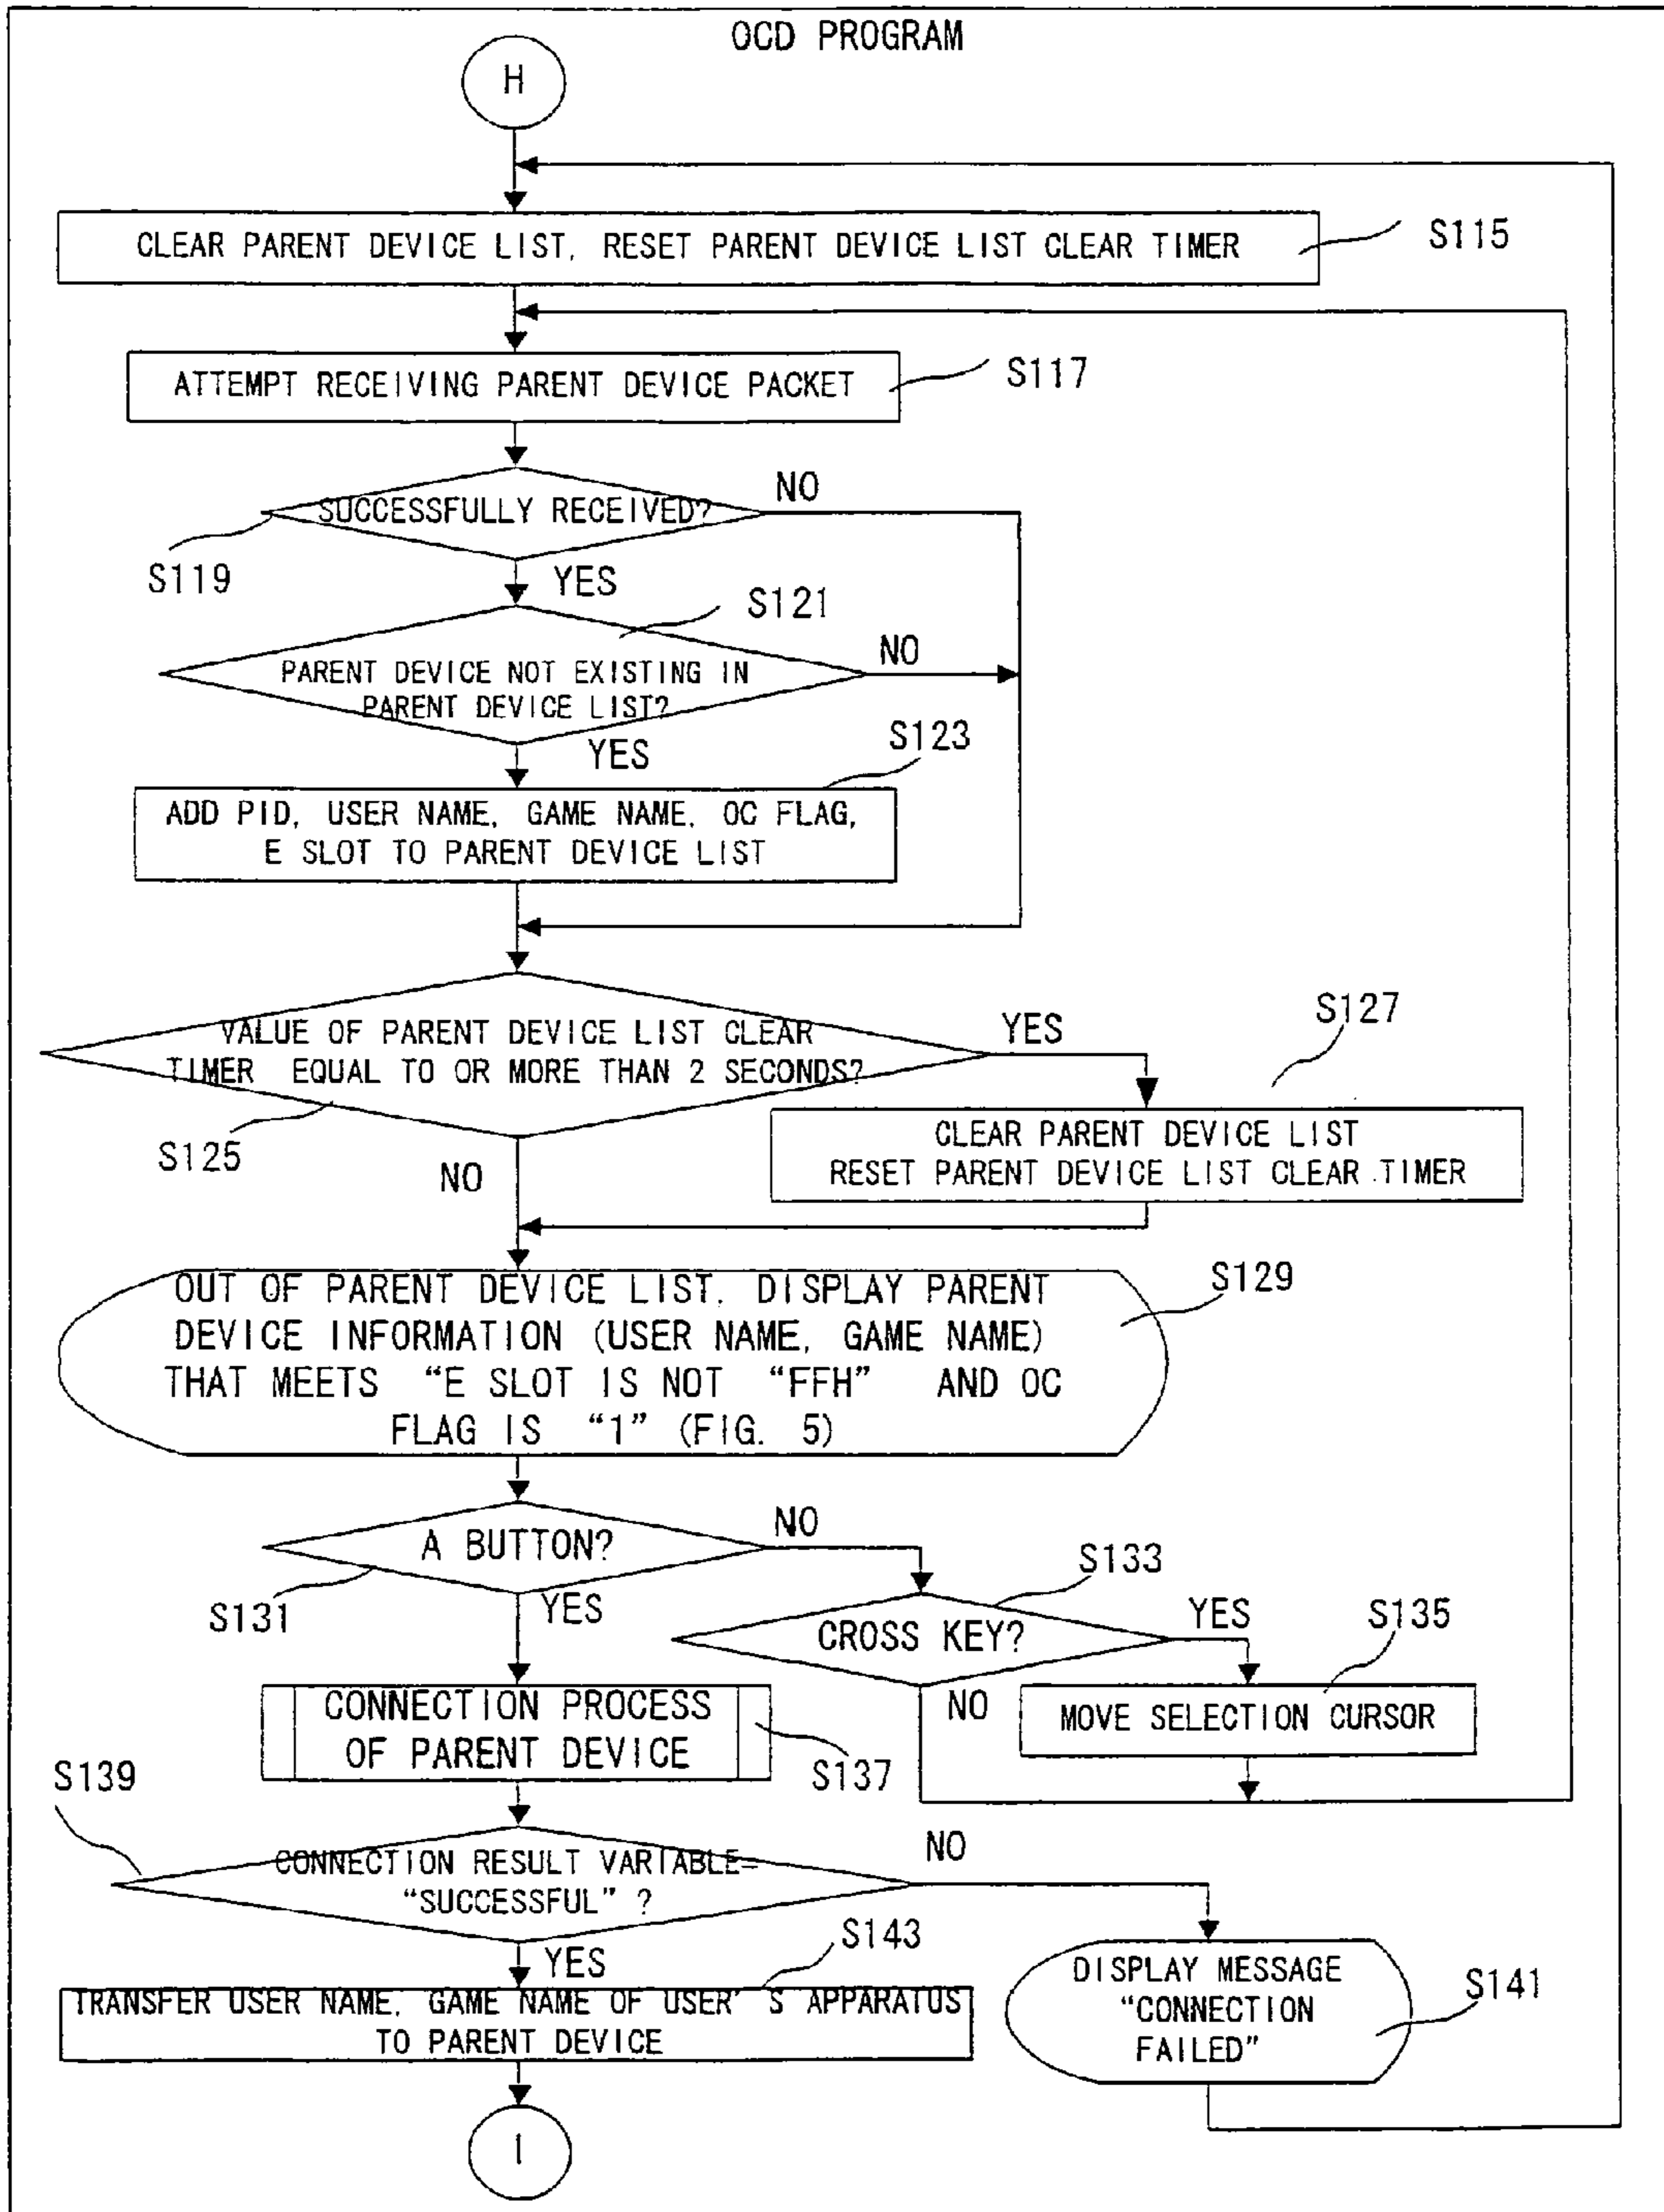 OCD PROGRAM
H
CLEAR PARENT DEVICE LIST, RESET PARENT DEVICE LIST CLEAR TIMER
S115
ATTEMPT RECEIVING PARENT DEVICE PACKET
S117
SUCCESSFULLY RECEIVED?
NO
S119
YES
S121
PARENT DEVICE NOT EXISTING IN
PARENT DEVICE LIST?
NO
YES
S123
ADD PID, USER NAME, GAME NAME, OC FLAG,
E SLOT TO PARENT DEVICE LIST
VALUE OF PARENT DEVICE LIST CLEAR
TIMER EQUAL TO OR MORE THAN 2 SECONDS?
YES
S127
S125
NO
CLEAR PARENT DEVICE LIST
RESET PARENT DEVICE LIST CLEAR TIMER
OUT OF PARENT DEVICE LIST, DISPLAY PARENT
DEVICE INFORMATION (USER NAME, GAME NAME)
THAT MEETS “E SLOT IS NOT “FFH” AND OC
FLAG IS “1” (FIG. 5)
S129
A BUTTON?
NO
S131
YES
S133
CROSS KEY?
YES
S135
NO
MOVE SELECTION CURSOR
CONNECTION PROCESS
OF PARENT DEVICE
S137
S139
CONNECTION RESULT VARIABLE=
“SUCCESSFUL” ?
NO
YES
S143
TRANSFER USER NAME, GAME NAME OF USER' S APPARATUS
TO PARENT DEVICE
DISPLAY MESSAGE
“CONNECTION
FAILED”
S141
I